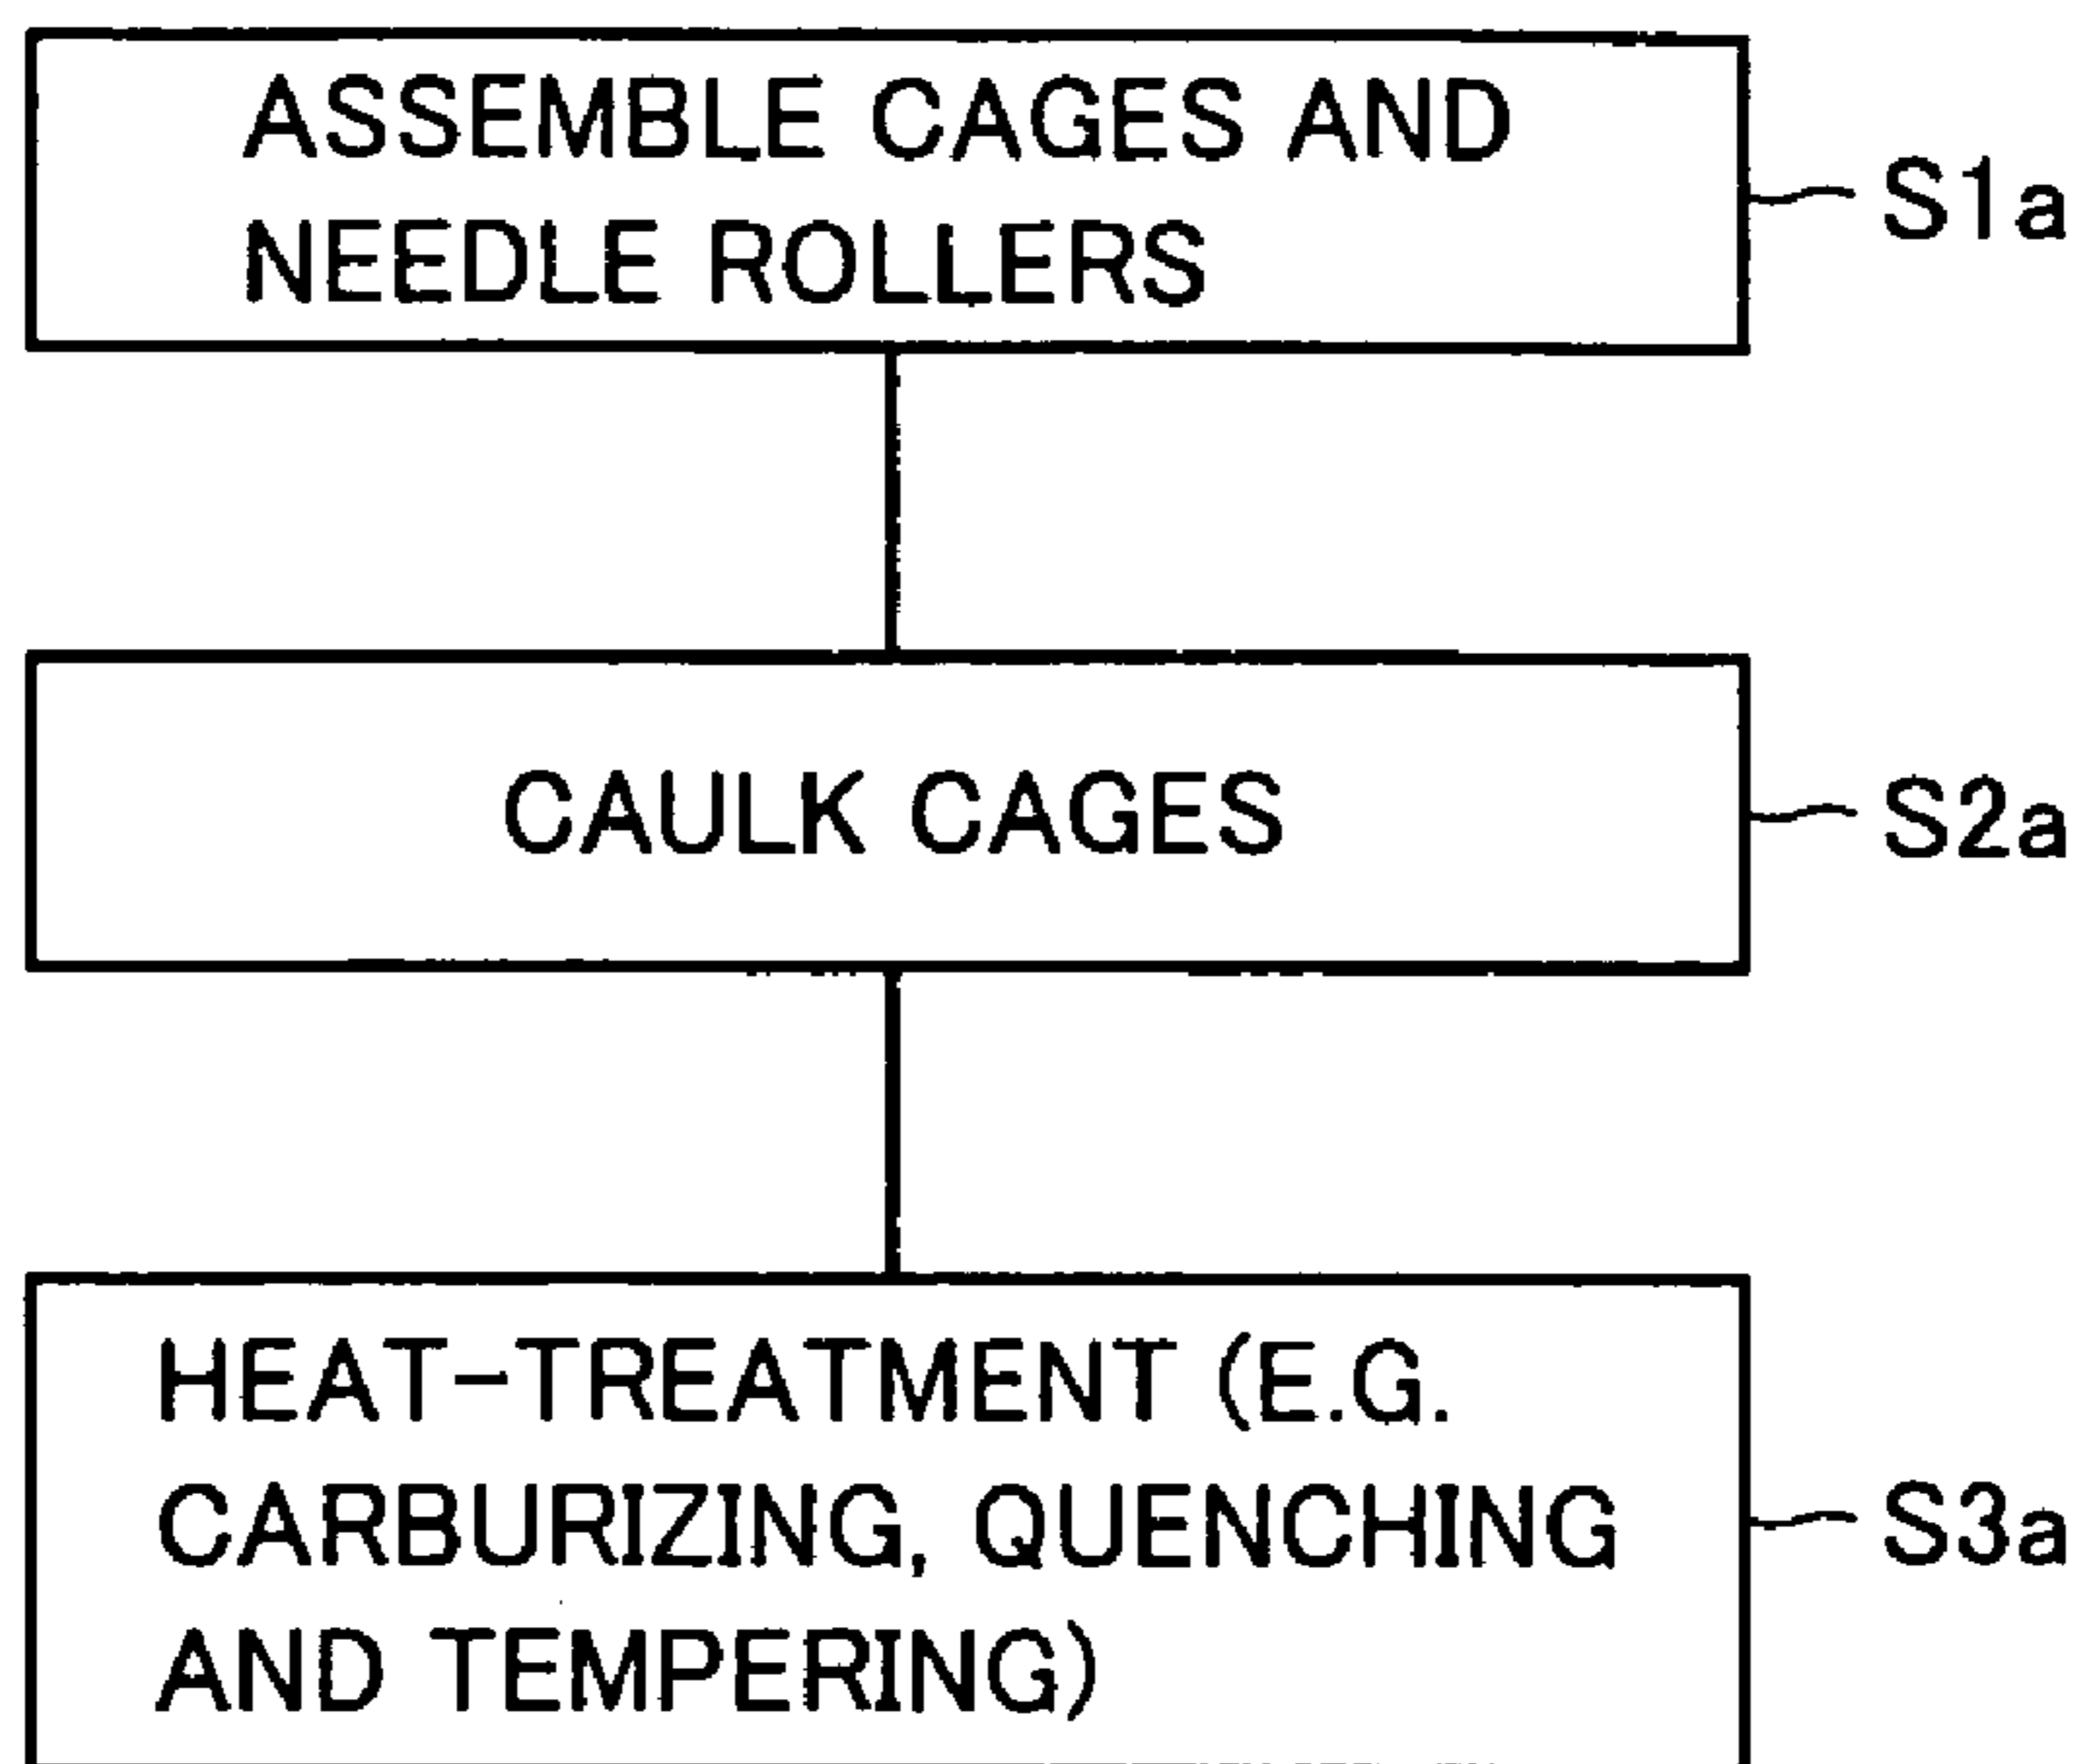 ASSEMBLE CAGES AND
NEEDLE ROLLERS
S1a
CAULK CAGES
S2a
HEAT-TREATMENT (E.G.
CARBURIZING, QUENCHING
AND TEMPERING)
S3a